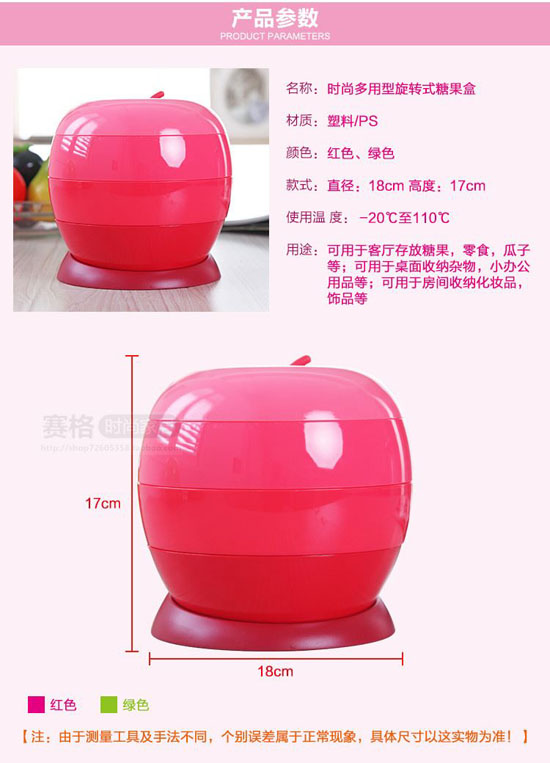 产品参数
PRODUCT PARAMETERS
名称：时尚多用型旋转式糖果盒
材质：塑料/PS
颜色：红色、绿色
款式：直径：18cm 高度：17cm
使用温 度： -20℃至110℃
用途：可用于客厅存放糖果，零食，瓜子
等；可用于桌面收纳杂物，小办公
用品等；可用于房间收纳化妆品，
饰品等
赛格 时尚
17cm
18cm
红色 绿色
【 注：由于测量工具及手法不同，个别误差属于正常现象，具体尺寸以这实物为准！ 】